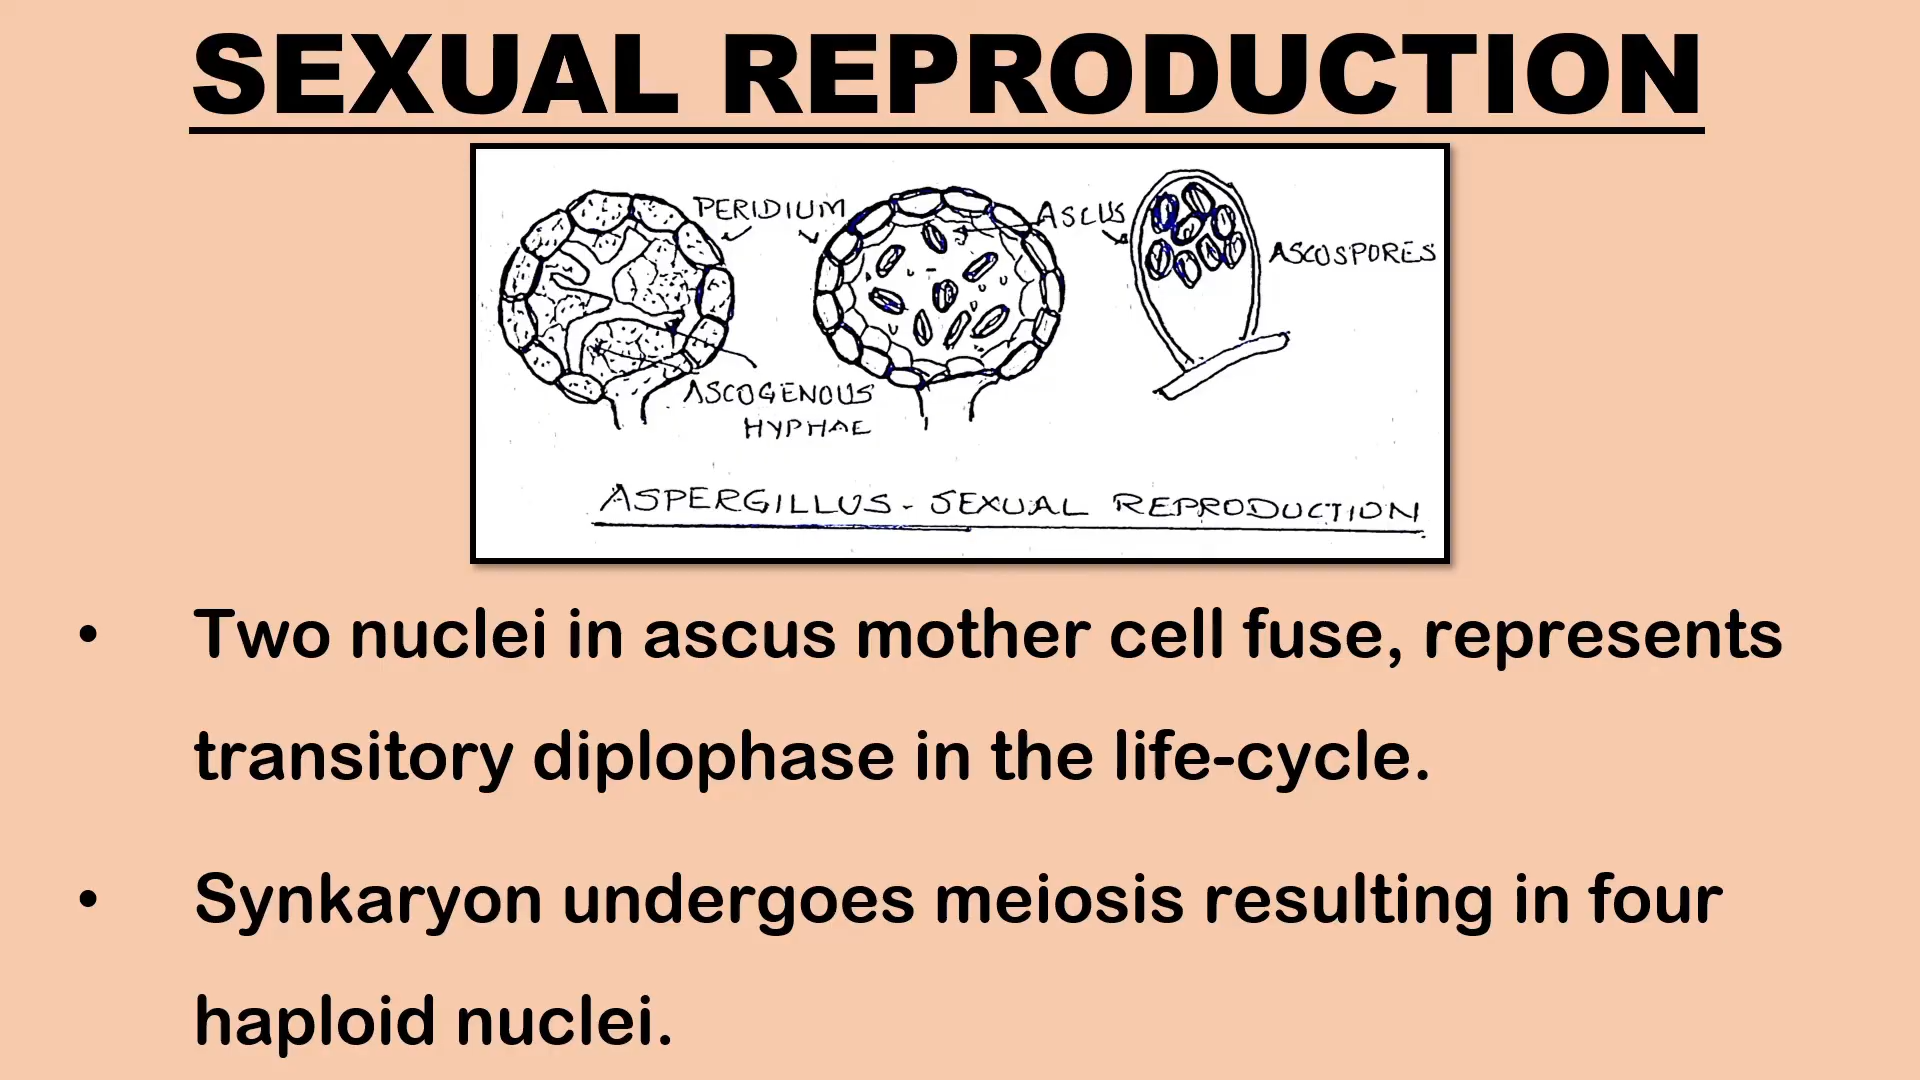 SEXUAL REPRODUCTION
PERIDIUM
ASCUS
ASCOSPORES
ASCOGENOUS
HYPHAE
ASPERGILLUS - SEXUAL REPRODUCTION
• Two nuclei in ascus mother cell fuse, represents
transitory diplophase in the life-cycle.
• Synkaryon undergoes meiosis resulting in four
haploid nuclei.